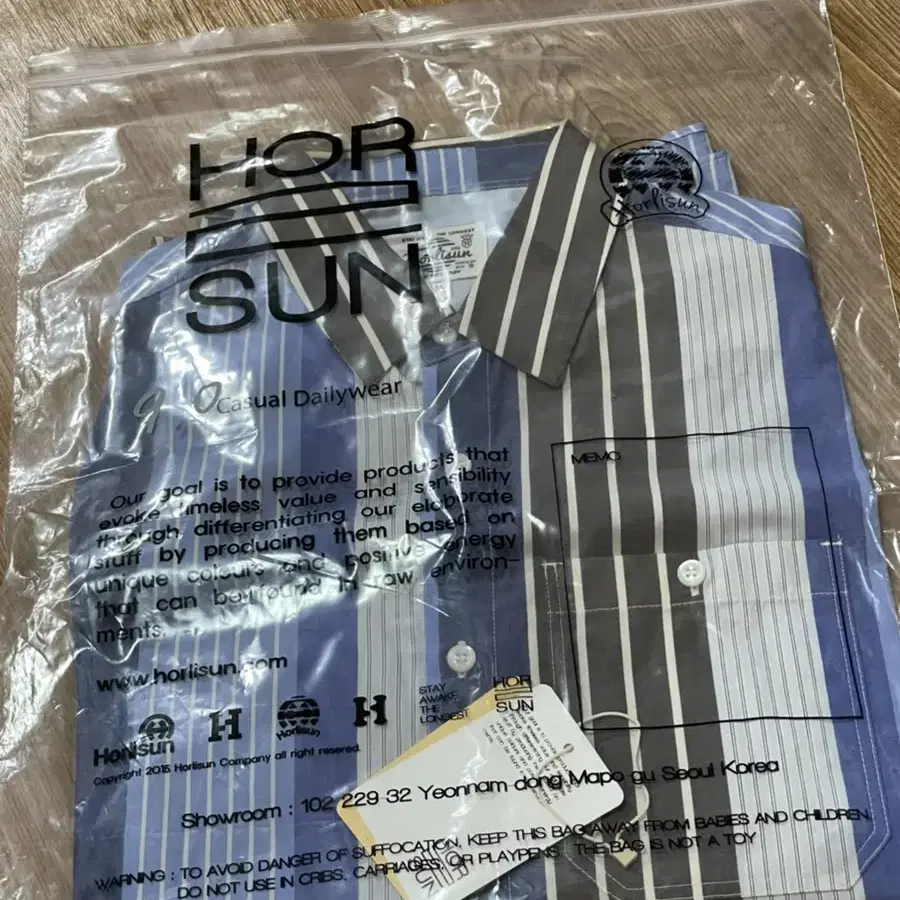 HOR
SUN
Horlisun
THE LONGEST
Casual DailyWear
Our goal is to provide products that
evoke timeless value and sensibility
through differentiating our elaborate
stuff by producing them based on
unique colours and positive energy
that can be found in raw environ-
ments.
MEMO
www.horlisun.com
Horlisun
H
Horlisun
H
STAY
AWAKE
THE
LONGEST
HOR
SUN
Copyright 2015 Horlisun Company all right reserved.
Showroom : 102 229-32 Yeonnam-dong Mapo-gu Seoul Korea
WARNING : TO AVOID DANGER OF SUFFOCATION, KEEP THIS BAG AWAY FROM BABIES AND CHILDREN.
DO NOT USE IN CRIBS, CARRIAGES, OR PLAYPENS. THE BAG IS NOT A TOY
SUN